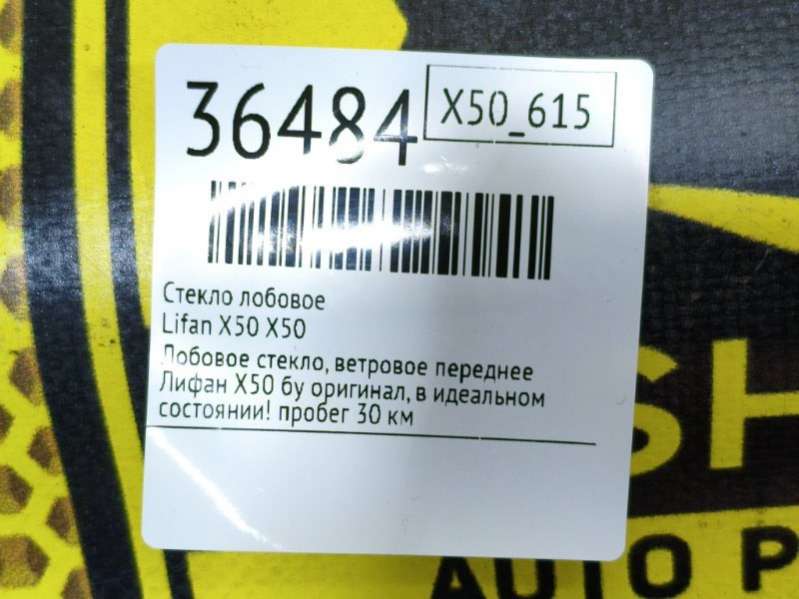 36484
X50_615
Стекло лобовое
Lifan X50 X50
Лобовое стекло, ветровое переднее
Лифан X50 бу оригинал, в идеальном
состоянии! пробег 30 км
SH
AUTO P